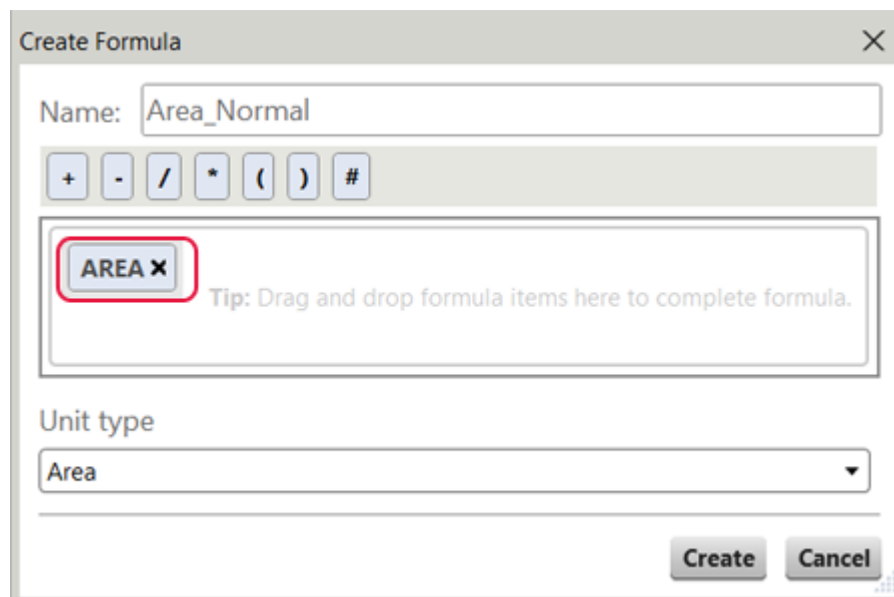 Create Formula
Name: Area_Normal
+ - / * ( ) #
AREA ×
Tip: Drag and drop formula items here to complete formula.
Unit type
Area
Create Cancel